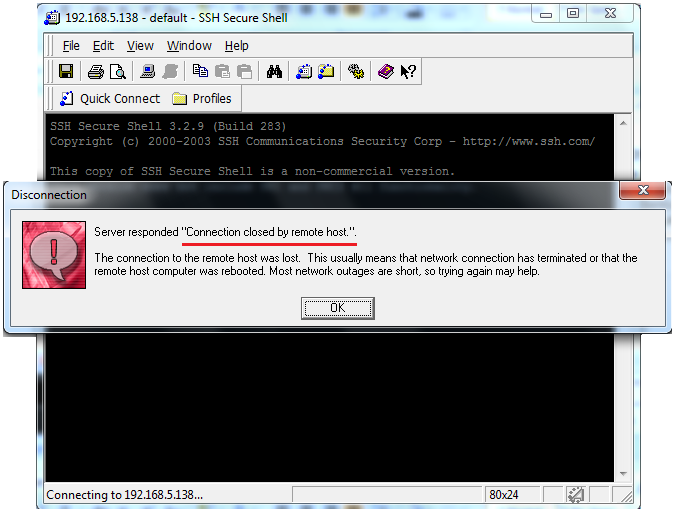 192.168.5.138 - default - SSH Secure Shell
File Edit View Window Help
Quick Connect Profiles
SSH Secure Shell 3.2.9 (Build 283)
Copyright (c) 2000-2003 SSH Communications Security Corp - http://www.ssh.com/
This copy of SSH Secure Shell is a non-commercial version.
Disconnection
Server responded "Connection closed by remote host.".
The connection to the remote host was lost. This usually means that network connection has terminated or that the
remote host computer was rebooted. Most network outages are short, so trying again may help.
OK
Connecting to 192.168.5.138... 80x24